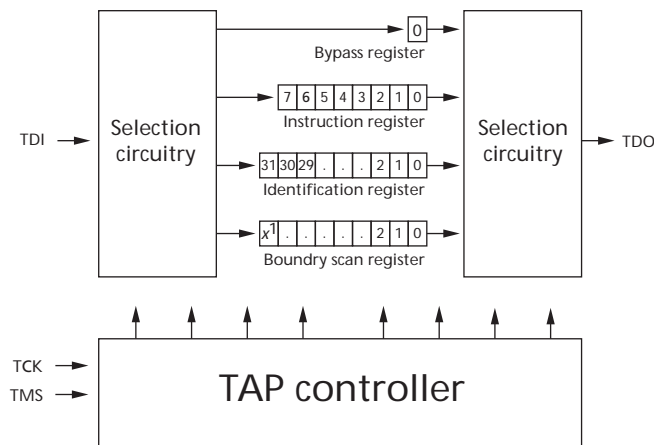 0
Bypass register
7 6 5 4 3 2 1 0
Instruction register
TDI
Selection
circuitry
Selection
circuitry
TDO
31 30 29 . . . 2 1 0
Identification register
x1 . . . . . 2 1 0
Boundry scan register
TCK
TMS
TAP controller